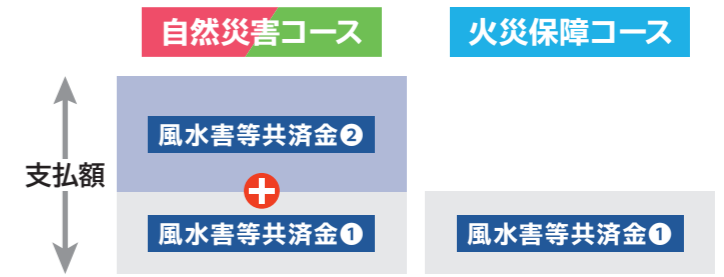 自然災害コース
火災保障コース
支払額
風水害等共済金❷
風水害等共済金❶
風水害等共済金❶